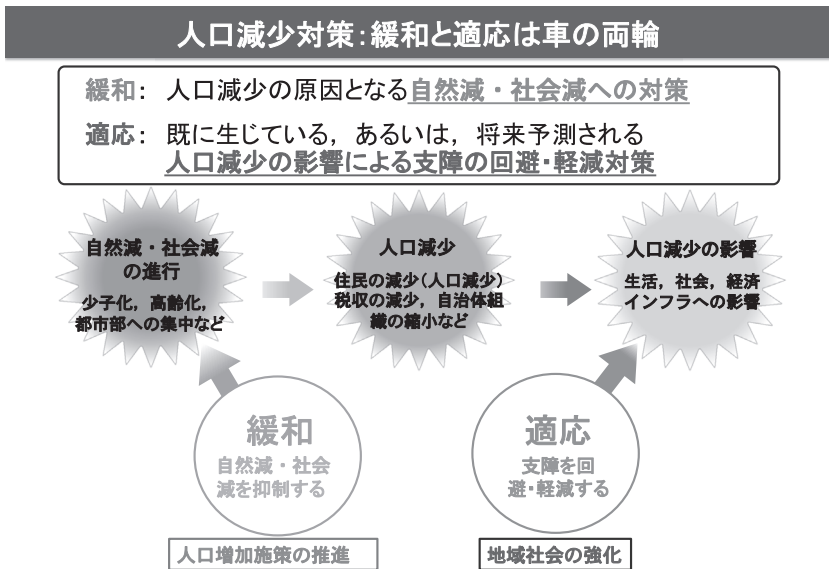 人口減少対策:緩和と適応は車の両輪
緩和: 人口減少の原因となる自然減・社会減への対策
適応: 既に生じている，あるいは，将来予測される
人口減少の影響による支障の回避・軽減対策
自然減・社会減
の進行
少子化，高齢化，
都市部への集中など
人口減少
住民の減少(人口減少)
税収の減少，自治体組
織の縮小など
人口減少の影響
生活，社会，経済
インフラへの影響
緩和
自然減・社会
減を抑制する
適応
支障を回
避・軽減する
人口増加施策の推進
地域社会の強化